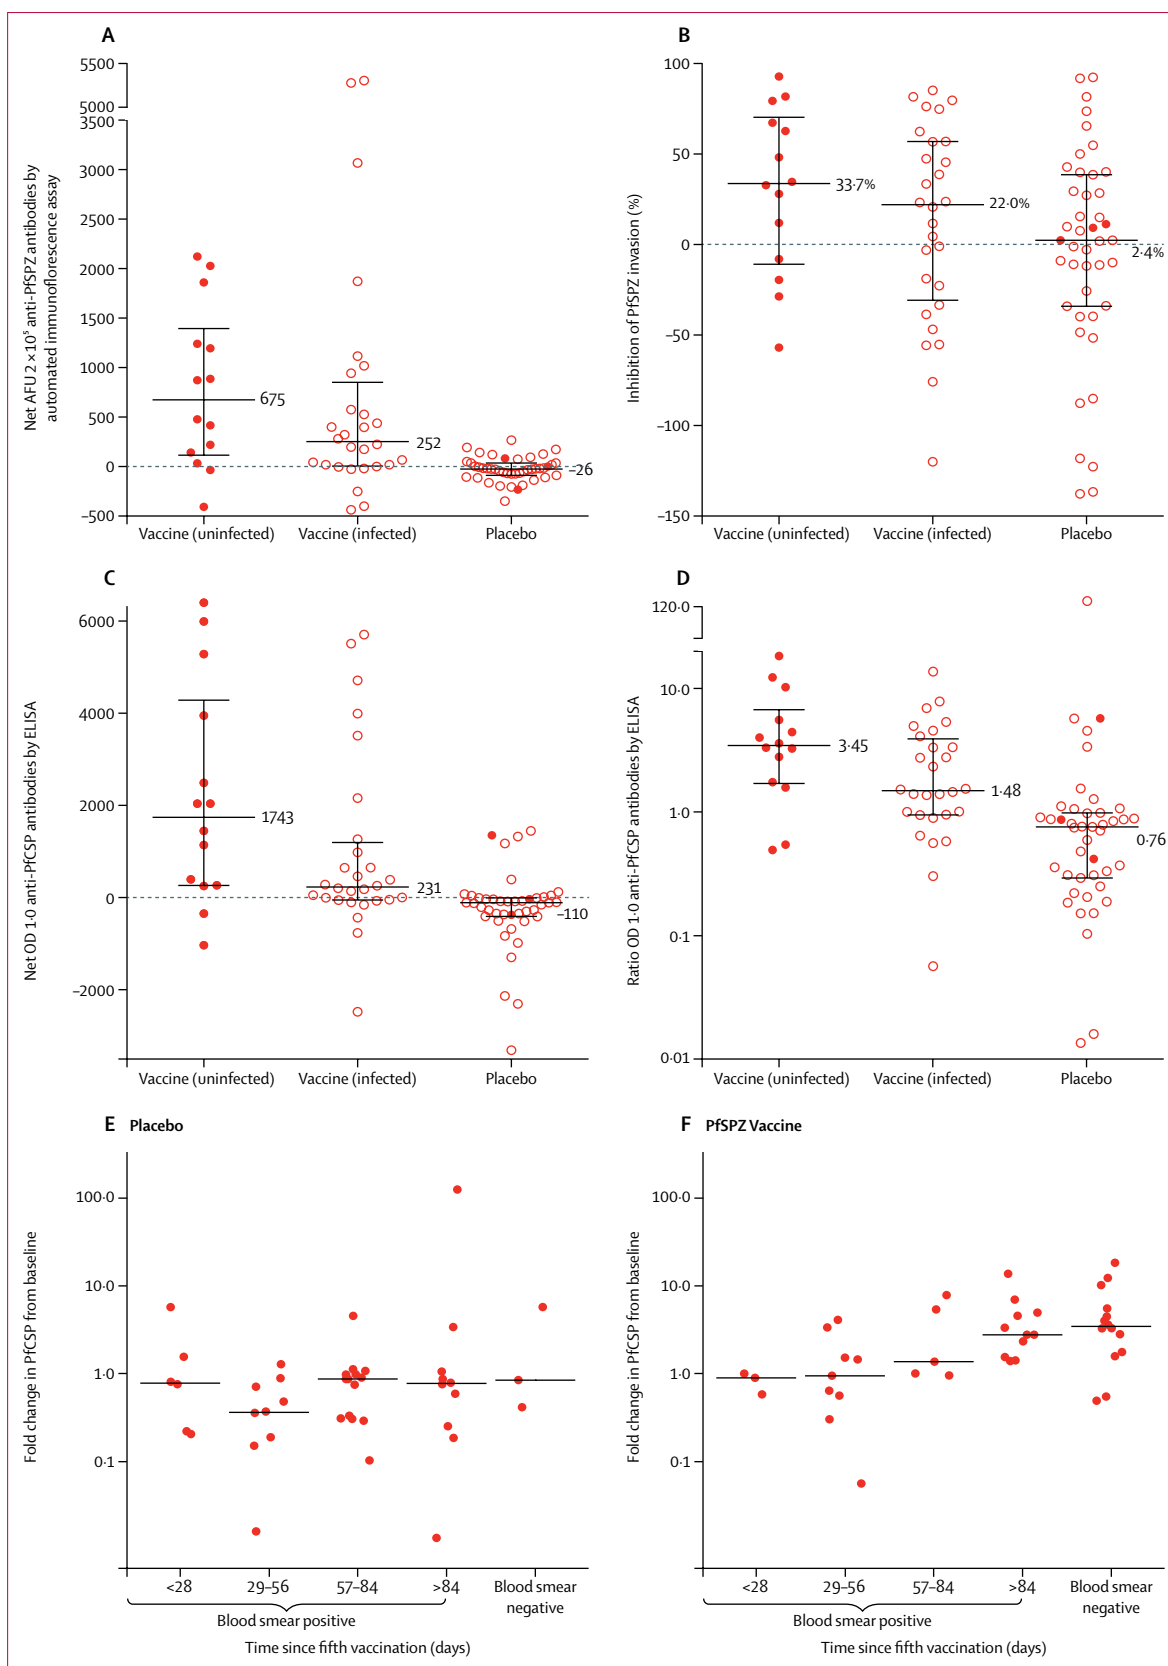 A
Net AFU 2 × 10⁵ anti-PfSPZ antibodies by
automated immunoflorescence assay
5500
5000
3500
3000
2500
2000
1500
1000
500
0
–500
675
252
–26
Vaccine (uninfected)
Vaccine (infected)
Placebo
B
Inhibition of PfSPZ invasion (%)
100
50
0
–50
–100
–150
33·7%
22·0%
2·4%
Vaccine (uninfected)
Vaccine (infected)
Placebo
C
Net OD 1·0 anti-PfCSP antibodies by ELISA
6000
4000
2000
0
–2000
1743
231
–110
Vaccine (uninfected)
Vaccine (infected)
Placebo
D
Ratio OD 1·0 anti-PfCSP antibodies by ELISA
120·0
10·0
1·0
0·1
0·01
3·45
1·48
0·76
Vaccine (uninfected)
Vaccine (infected)
Placebo
E Placebo
Fold change in PfCSP from baseline
100·0
10·0
1·0
0·1
<28
29–56
57–84
>84
Blood smear
negative
Blood smear positive
Time since fifth vaccination (days)
F PfSPZ Vaccine
Fold change in PfCSP from baseline
100·0
10·0
1·0
0·1
<28
29–56
57–84
>84
Blood smear
negative
Blood smear positive
Time since fifth vaccination (days)